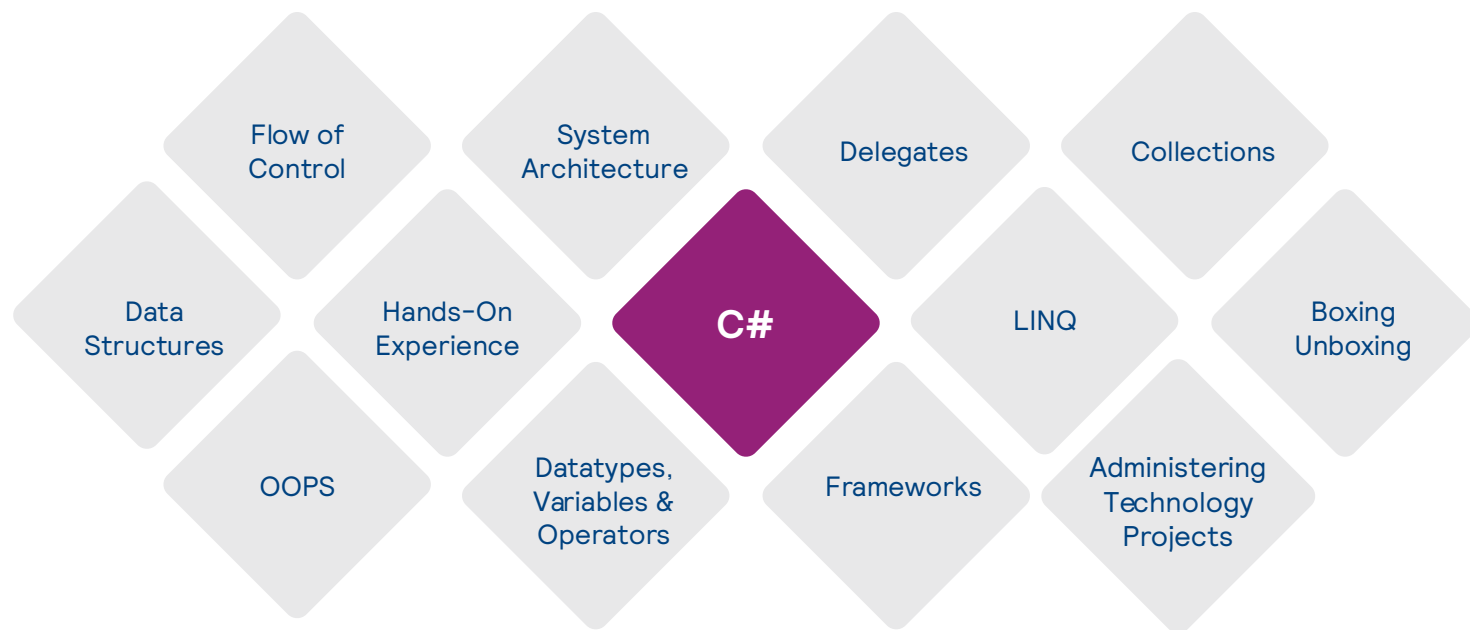 Flow of
Control
System
Architecture
Delegates
Collections
Data
Structures
Hands-On
Experience
C#
LINQ
Boxing
Unboxing
OOPS
Datatypes,
Variables &
Operators
Frameworks
Administering
Technology
Projects